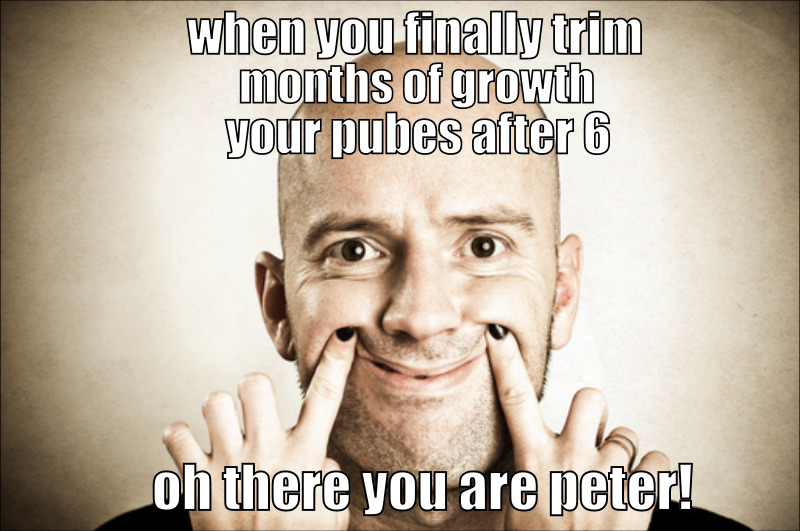 when you finally trim
months of growth
your pubes after 6
oh there you are peter!